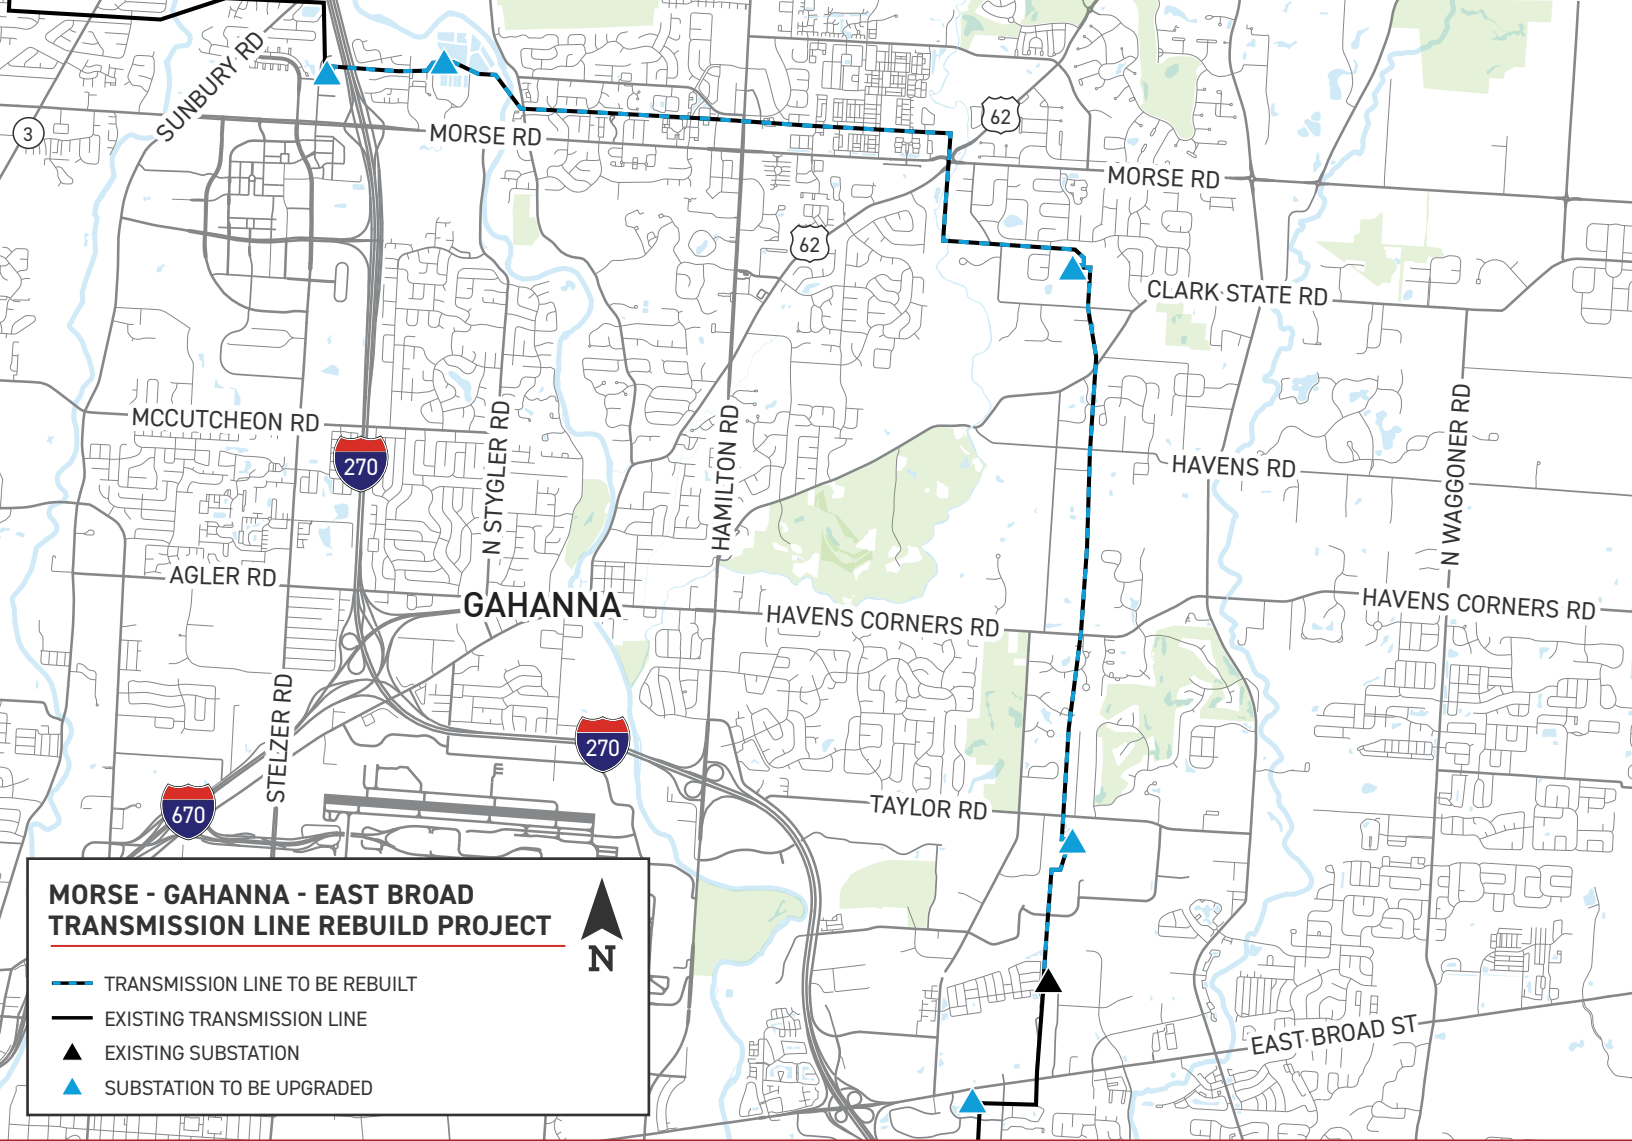 SUNBURY RD
3
MORSE RD
62
MORSE RD
62
CLARK STATE RD
MCCUTCHEON RD
270
N STYGLER RD
HAMILTON RD
HAVENS RD
N WAGGONER RD
AGLER RD
GAHANNA
HAVENS CORNERS RD
HAVENS CORNERS RD
STELZER RD
270
670
TAYLOR RD
EAST BROAD ST
MORSE - GAHANNA - EAST BROAD
TRANSMISSION LINE REBUILD PROJECT
N
TRANSMISSION LINE TO BE REBUILT
EXISTING TRANSMISSION LINE
EXISTING SUBSTATION
SUBSTATION TO BE UPGRADED